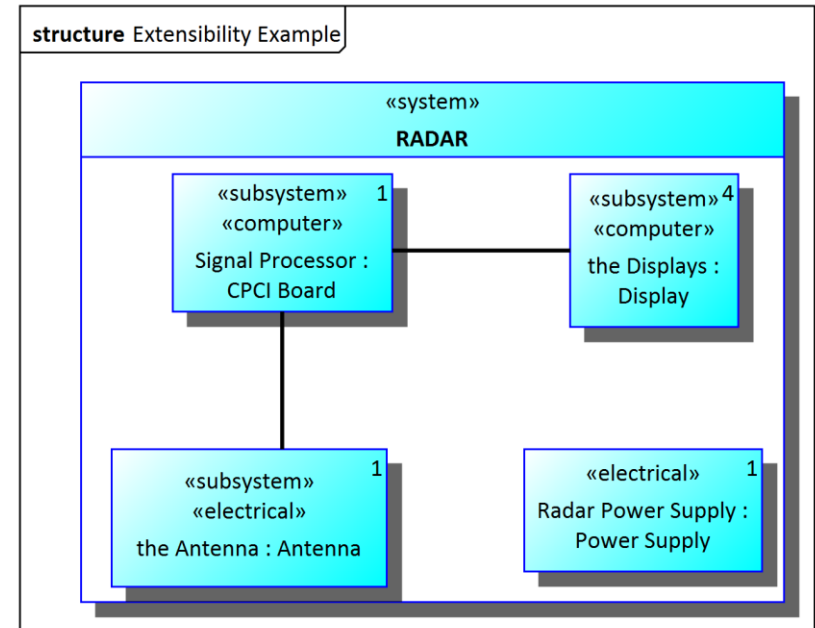 structure Extensibility Example
«system»
RADAR
«subsystem» 1
«computer»
Signal Processor :
CPCI Board
«subsystem» 4
«computer»
the Displays :
Display
«subsystem» 1
«electrical»
the Antenna : Antenna
«electrical» 1
Radar Power Supply :
Power Supply